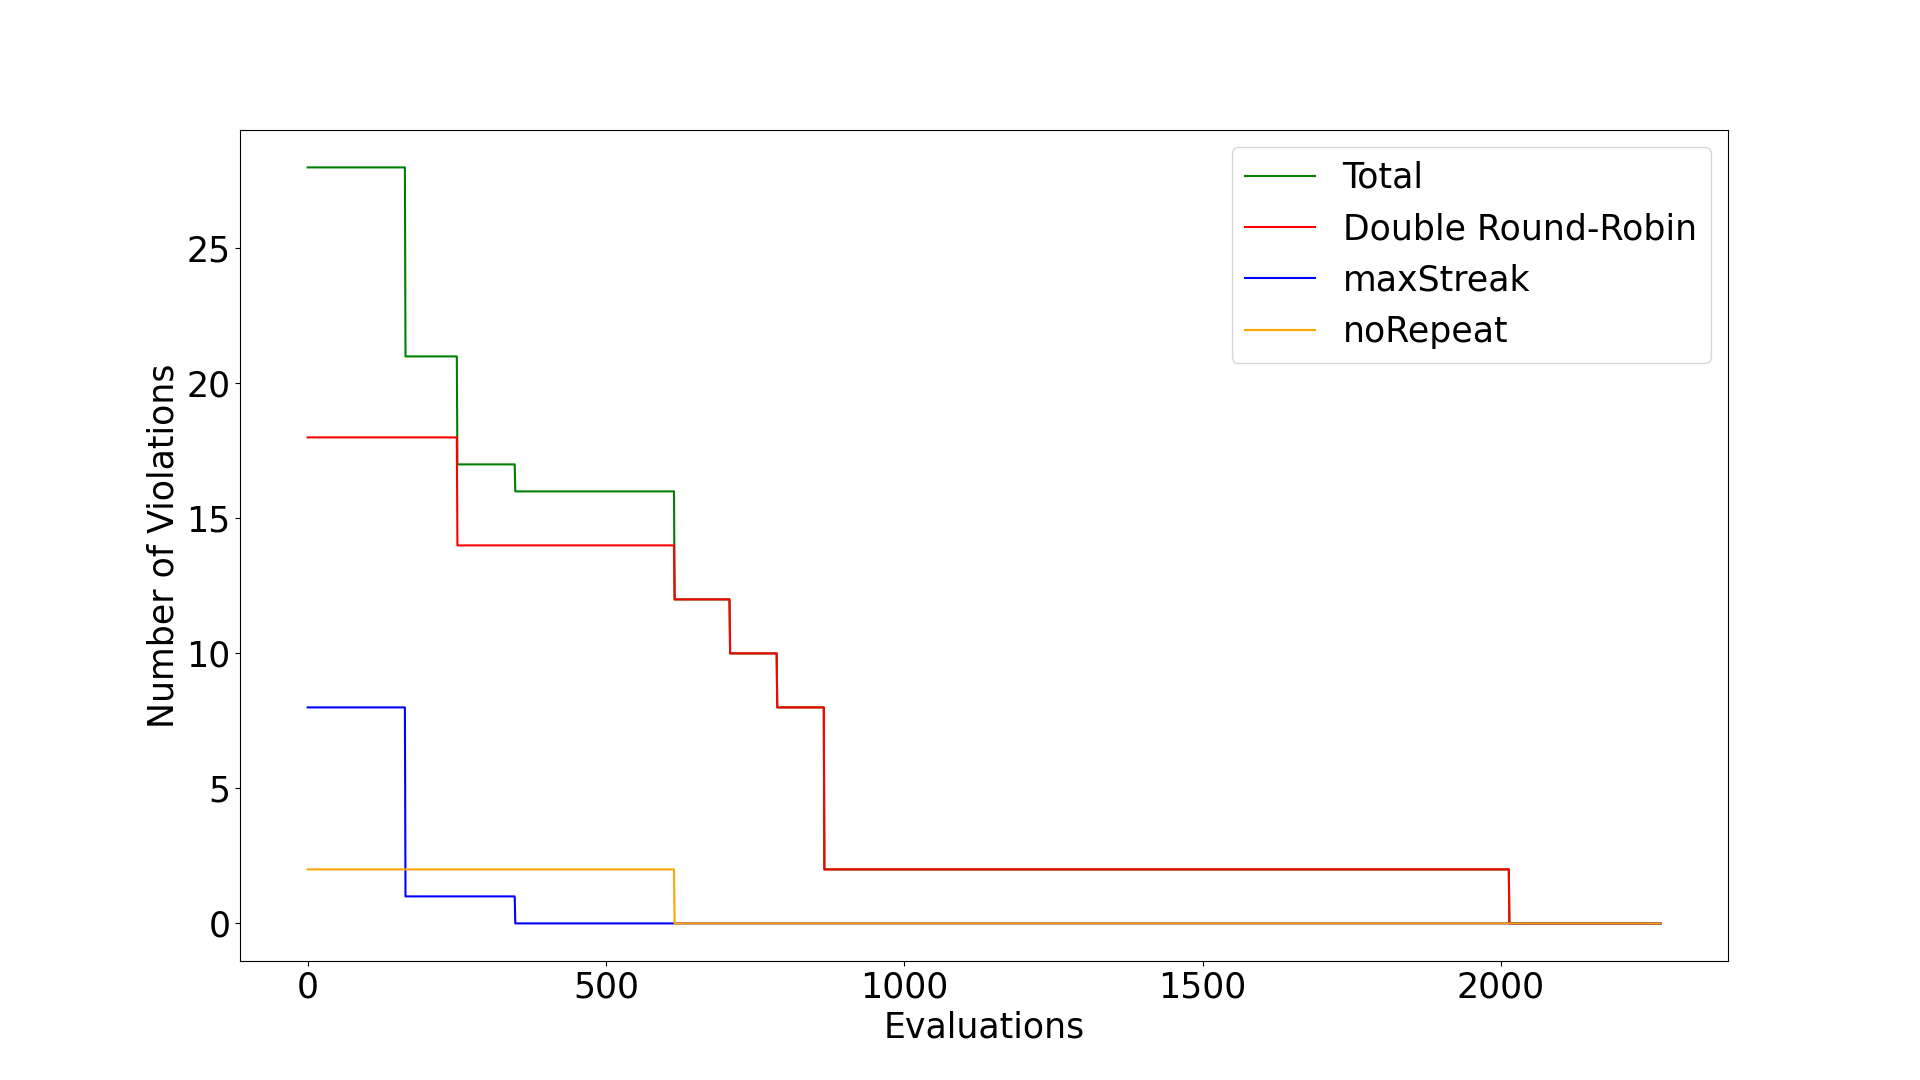 Total
Double Round-Robin
maxStreak
noRepeat
Number of Violations
25
20
15
10
5
0
0 500 1000 1500 2000
Evaluations